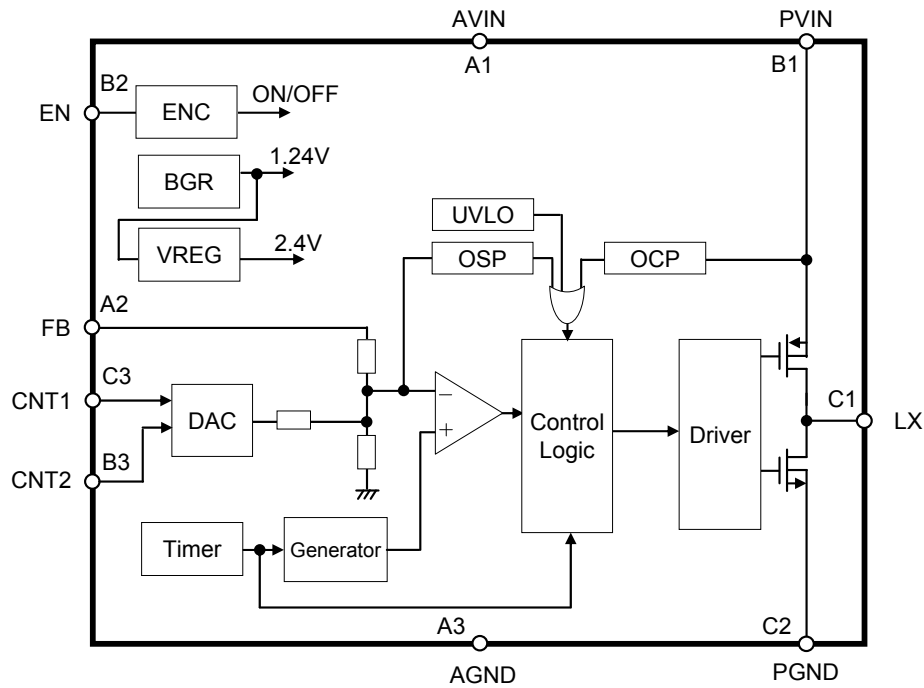 AVIN
PVIN
A1
B1
B2
EN
ENC
ON/OFF
BGR
1.24V
VREG
2.4V
UVLO
OSP
OCP
A2
FB
C3
CNT1
DAC
−
+
Control
Logic
Driver
C1
LX
B3
CNT2
Timer
Generator
A3
C2
AGND
PGND